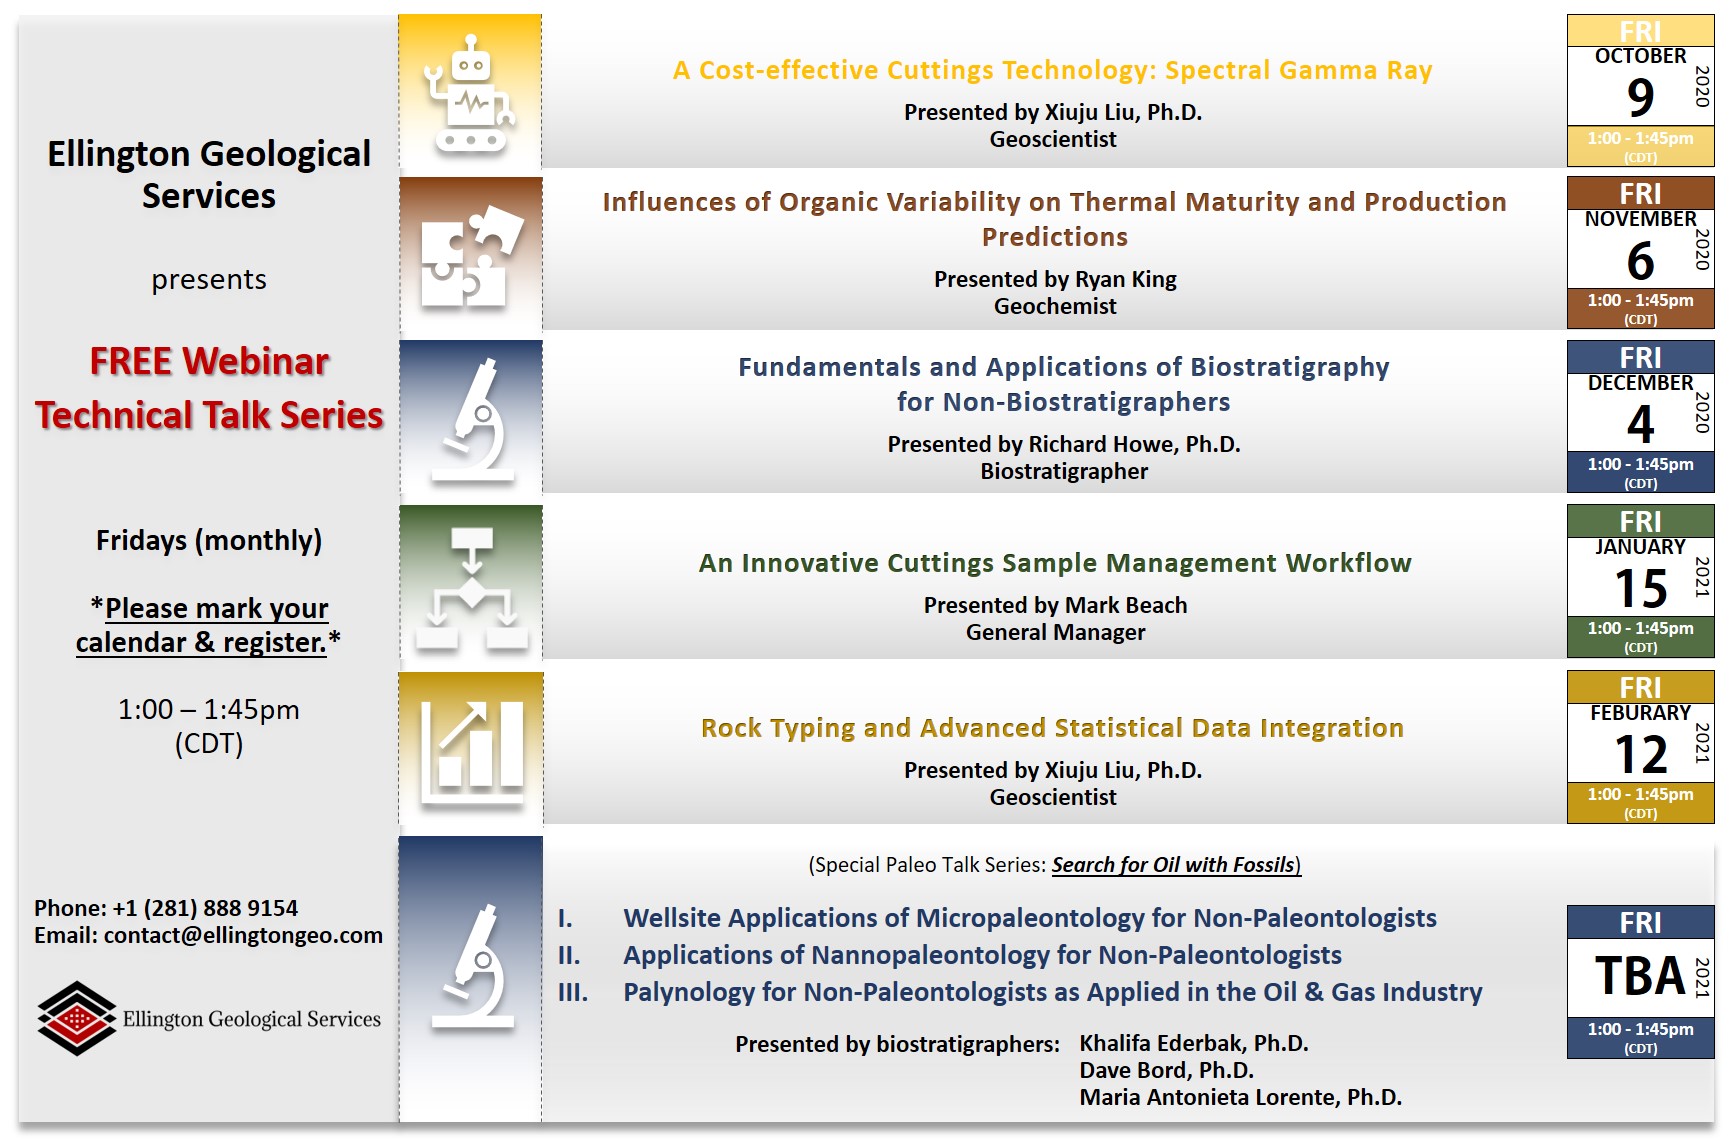 Ellington Geological
Services
presents
FREE Webinar
Technical Talk Series
Fridays (monthly)
*Please mark your
calendar & register.*
1:00 – 1:45pm
(CDT)
Phone: +1 (281) 888 9154
Email: contact@ellingtongeo.com
Ellington Geological Services
A Cost-effective Cuttings Technology: Spectral Gamma Ray
Presented by Xiuju Liu, Ph.D.
Geoscientist
FRI
OCTOBER
9
2020
1:00 - 1:45pm
(CDT)
Influences of Organic Variability on Thermal Maturity and Production
Predictions
Presented by Ryan King
Geochemist
FRI
NOVEMBER
6
2020
1:00 - 1:45pm
(CDT)
Fundamentals and Applications of Biostratigraphy
for Non-Biostratigraphers
Presented by Richard Howe, Ph.D.
Biostratigrapher
FRI
DECEMBER
4
2020
1:00 - 1:45pm
(CDT)
An Innovative Cuttings Sample Management Workflow
Presented by Mark Beach
General Manager
FRI
JANUARY
15
2021
1:00 - 1:45pm
(CDT)
Rock Typing and Advanced Statistical Data Integration
Presented by Xiuju Liu, Ph.D.
Geoscientist
FRI
FEBURARY
12
2021
1:00 - 1:45pm
(CDT)
(Special Paleo Talk Series: Search for Oil with Fossils)
I. Wellsite Applications of Micropaleontology for Non-Paleontologists
II. Applications of Nannopaleontology for Non-Paleontologists
III. Palynology for Non-Paleontologists as Applied in the Oil & Gas Industry
Presented by biostratigraphers: Khalifa Ederbak, Ph.D.
Dave Bord, Ph.D.
Maria Antonieta Lorente, Ph.D.
FRI
TBA
2021
1:00 - 1:45pm
(CDT)